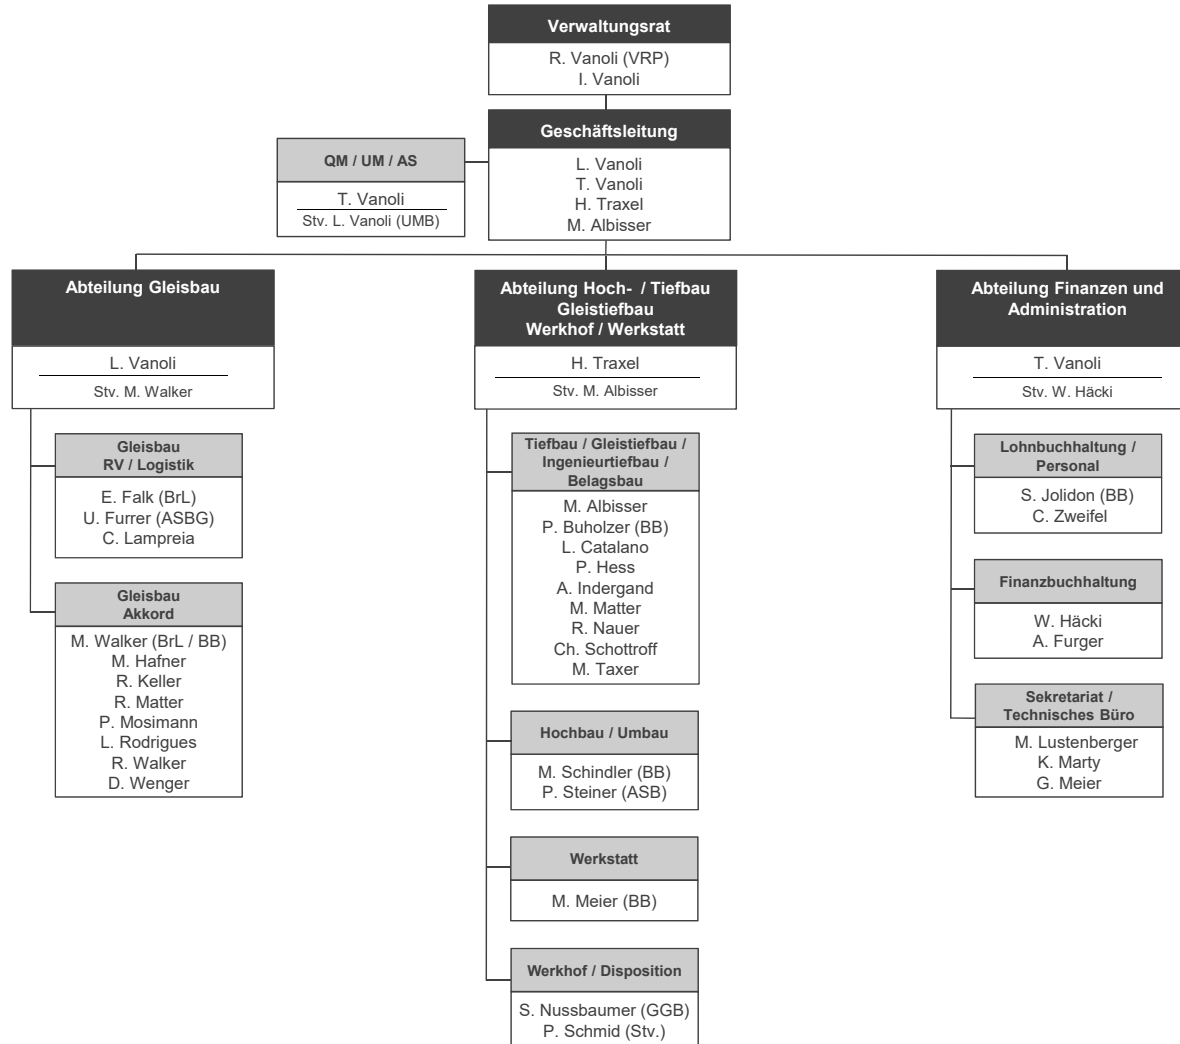 Verwaltungsrat
R. Vanoli (VRP)
I. Vanoli
Geschäftsleitung
L. Vanoli
T. Vanoli
H. Traxel
M. Albisser
QM / UM / AS
T. Vanoli
Stv. L. Vanoli (UMB)
Abteilung Gleisbau
L. Vanoli
Stv. M. Walker
Gleisbau
RV / Logistik
E. Falk (BrL)
U. Furrer (ASBG)
C. Lampreia
Gleisbau
Akkord
M. Walker (BrL / BB)
M. Hafner
R. Keller
R. Matter
P. Mosimann
L. Rodrigues
R. Walker
D. Wenger
Abteilung Hoch- / Tiefbau
Gleistiefbau
Werkhof / Werkstatt
H. Traxel
Stv. M. Albisser
Tiefbau / Gleistiefbau /
Ingenieurtiefbau /
Belagsbau
M. Albisser
P. Buholzer (BB)
L. Catalano
P. Hess
A. Indergand
M. Matter
R. Nauer
Ch. Schottroff
M. Taxer
Hochbau / Umbau
M. Schindler (BB)
P. Steiner (ASB)
Werkstatt
M. Meier (BB)
Werkhof / Disposition
S. Nussbaumer (GGB)
P. Schmid (Stv.)
Abteilung Finanzen und
Administration
T. Vanoli
Stv. W. Häcki
Lohnbuchhaltung /
Personal
S. Jolidon (BB)
C. Zweifel
Finanzbuchhaltung
W. Häcki
A. Furger
Sekretariat /
Technisches Büro
M. Lustenberger
K. Marty
G. Meier